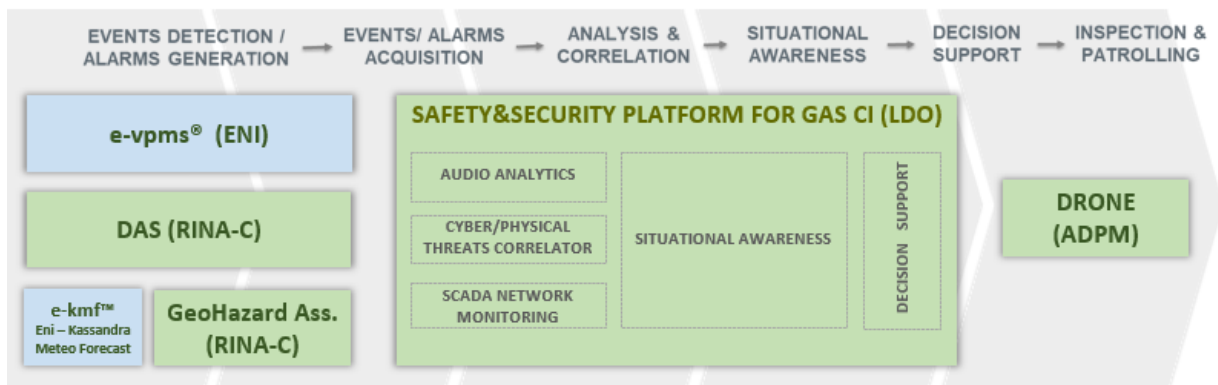 EVENTS DETECTION /
ALARMS GENERATION
EVENTS/ ALARMS
ACQUISITION
ANALYSIS &
CORRELATION
SITUATIONAL
AWARENESS
DECISION
SUPPORT
INSPECTION &
PATROLLING
e-vpms® (ENI)
DAS (RINA-C)
e-kmf™
Eni – Kassandra
Meteo Forecast
GeoHazard Ass.
(RINA-C)
SAFETY&SECURITY PLATFORM FOR GAS CI (LDO)
AUDIO ANALYTICS
CYBER/PHYSICAL
THREATS CORRELATOR
SCADA NETWORK
MONITORING
SITUATIONAL AWARENESS
DECISION SUPPORT
DRONE
(ADPM)